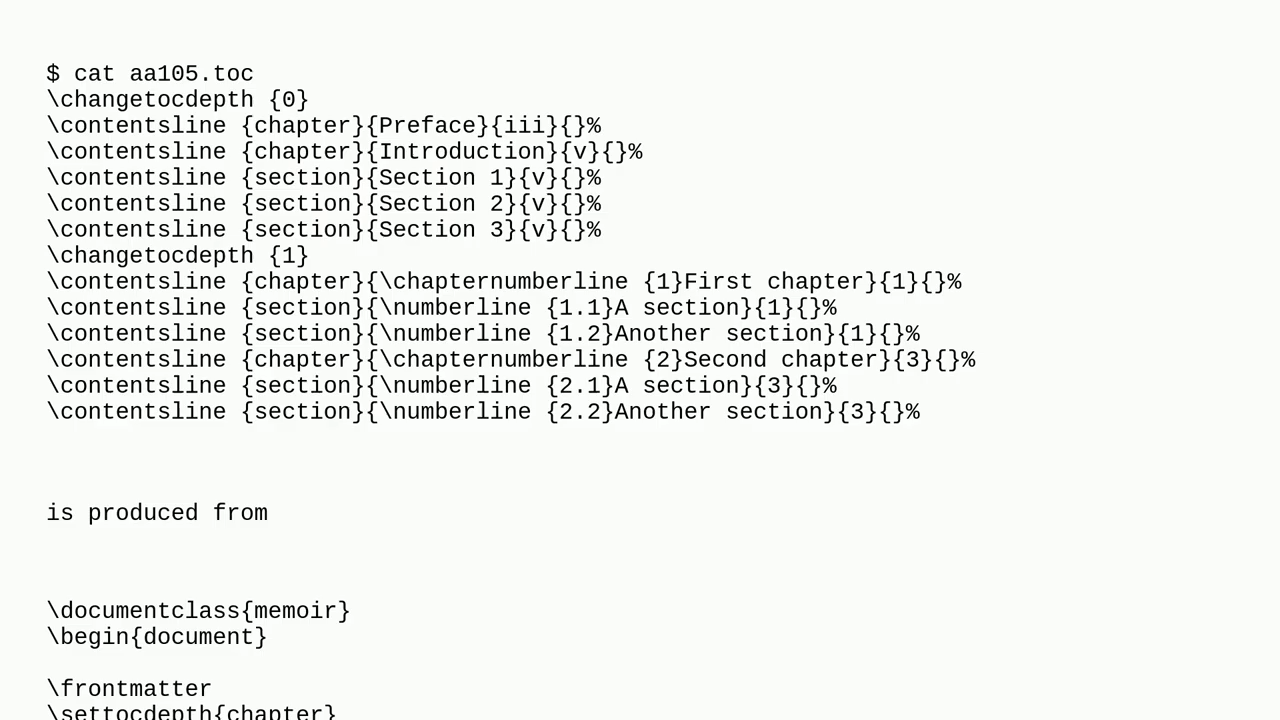 $ cat aa105.toc
\changetocdepth {0}
\contentsline {chapter}{Preface}{iii}{}%
\contentsline {chapter}{Introduction}{v}{}%
\contentsline {section}{Section 1}{v}{}%
\contentsline {section}{Section 2}{v}{}%
\contentsline {section}{Section 3}{v}{}%
\changetocdepth {1}
\contentsline {chapter}{\chapternumberline {1}First chapter}{1}{}%
\contentsline {section}{\numberline {1.1}A section}{1}{}%
\contentsline {section}{\numberline {1.2}Another section}{1}{}%
\contentsline {chapter}{\chapternumberline {2}Second chapter}{3}{}%
\contentsline {section}{\numberline {2.1}A section}{3}{}%
\contentsline {section}{\numberline {2.2}Another section}{3}{}%
is produced from
\documentclass{memoir}
\begin{document}
\frontmatter
\settocdepth{chapter}